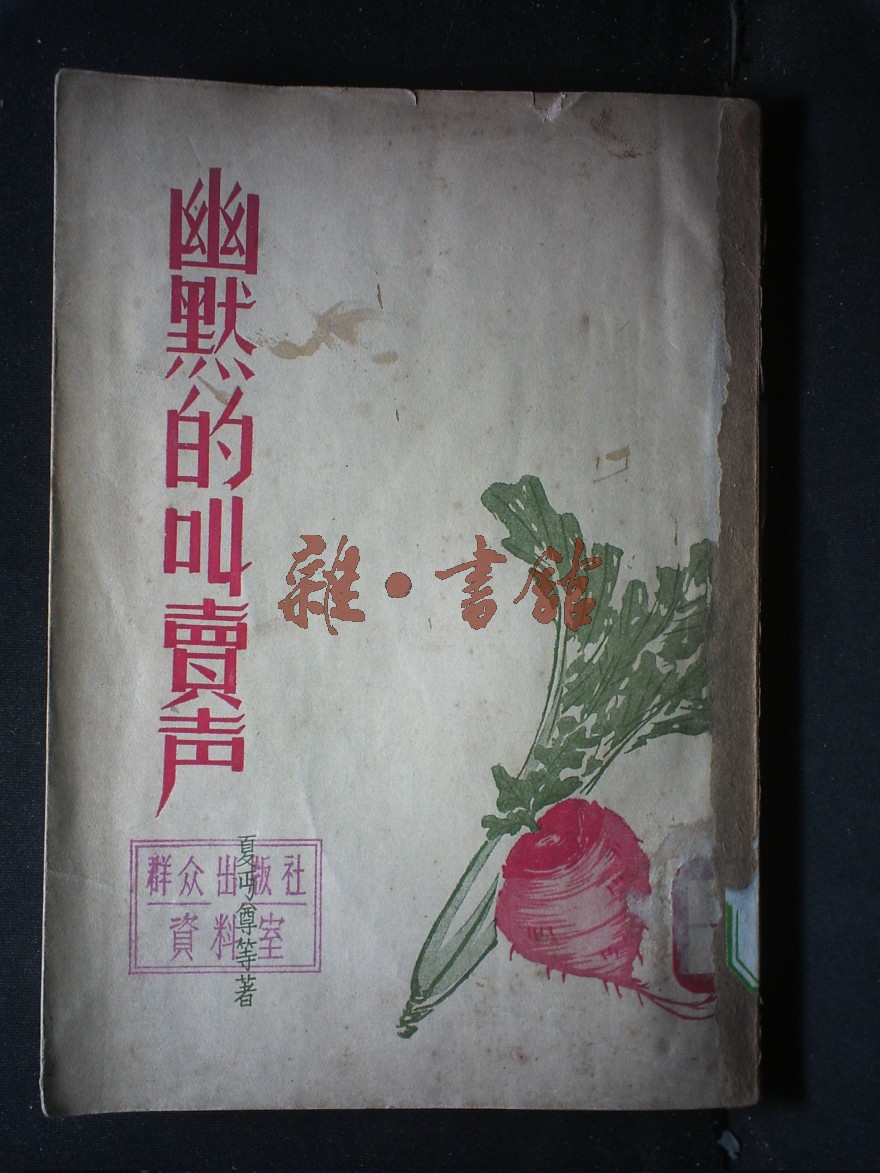 幽默的叫賣声
夏丏尊等著
群众出版社
資料室
雜·書館